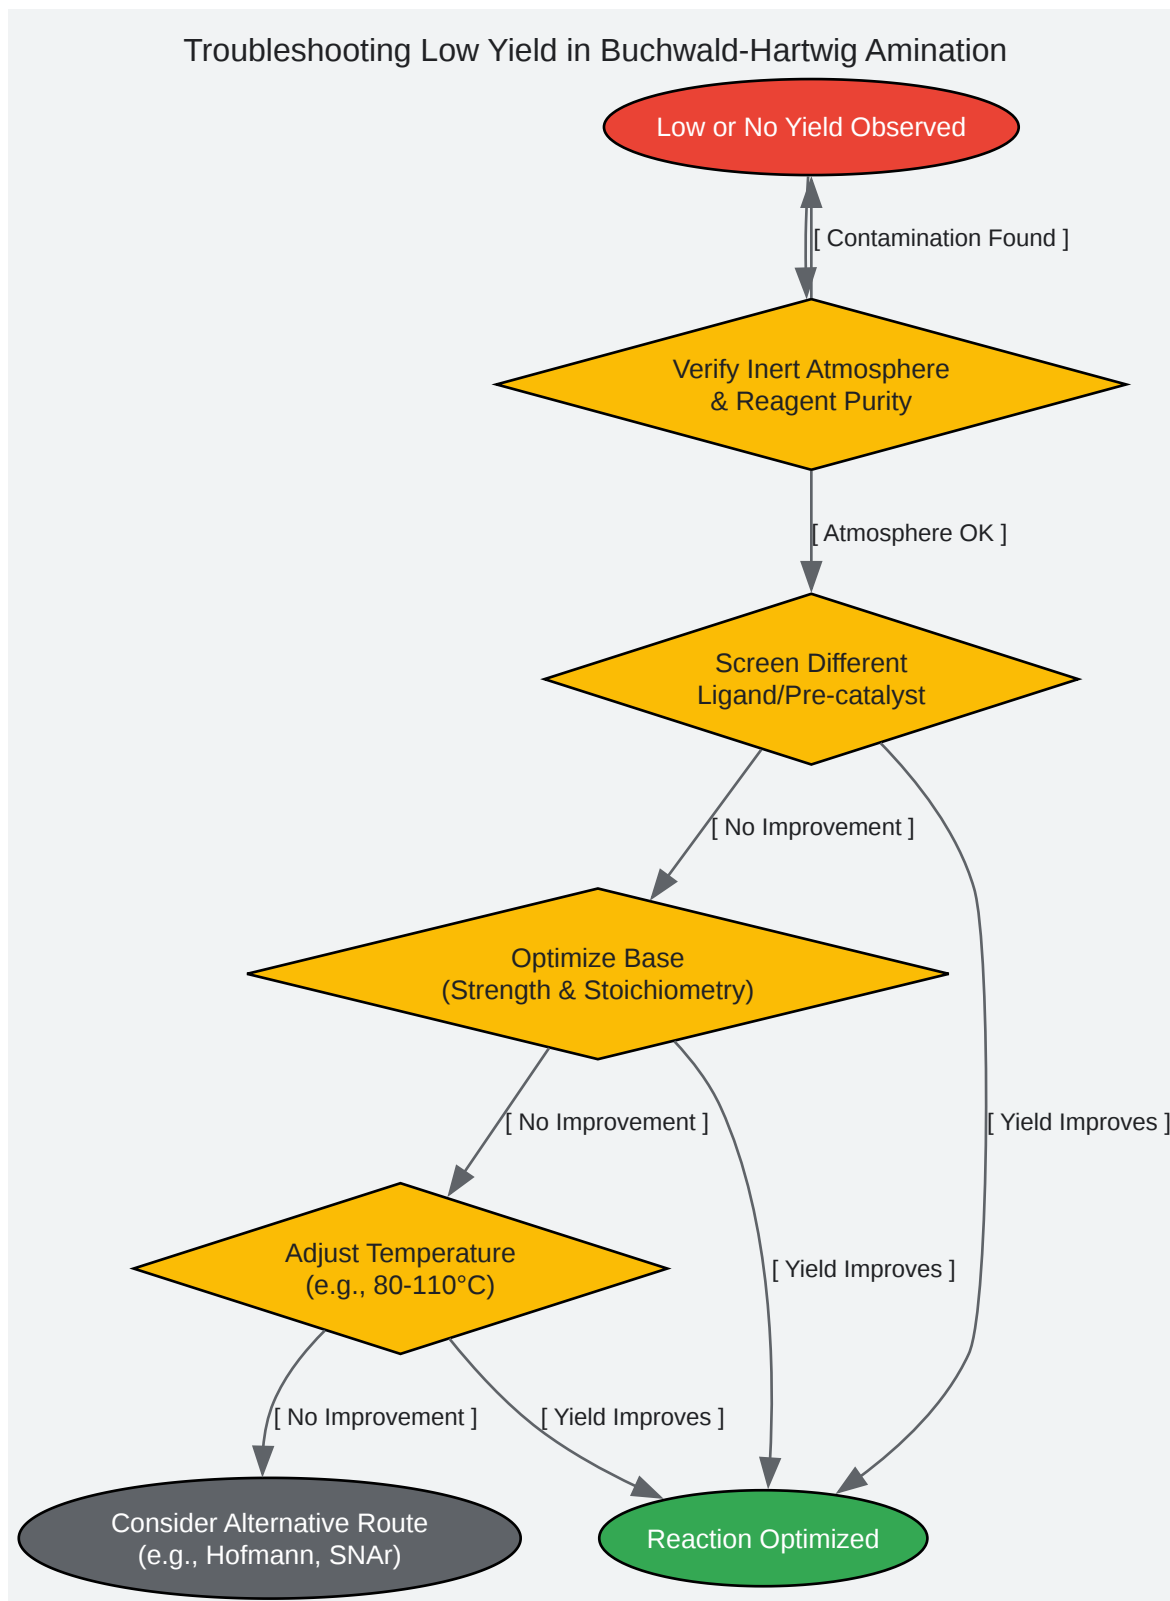 Troubleshooting Low Yield in Buchwald-Hartwig Amination
Low or No Yield Observed
[ Contamination Found ]
Verify Inert Atmosphere
& Reagent Purity
[ Atmosphere OK ]
Screen Different
Ligand/Pre-catalyst
[ No Improvement ]
Optimize Base
(Strength & Stoichiometry)
[ No Improvement ]
[ Yield Improves ]
Adjust Temperature
(e.g., 80-110°C)
[ Yield Improves ]
[ No Improvement ]
[ Yield Improves ]
Consider Alternative Route
(e.g., Hofmann, SNAr)
Reaction Optimized